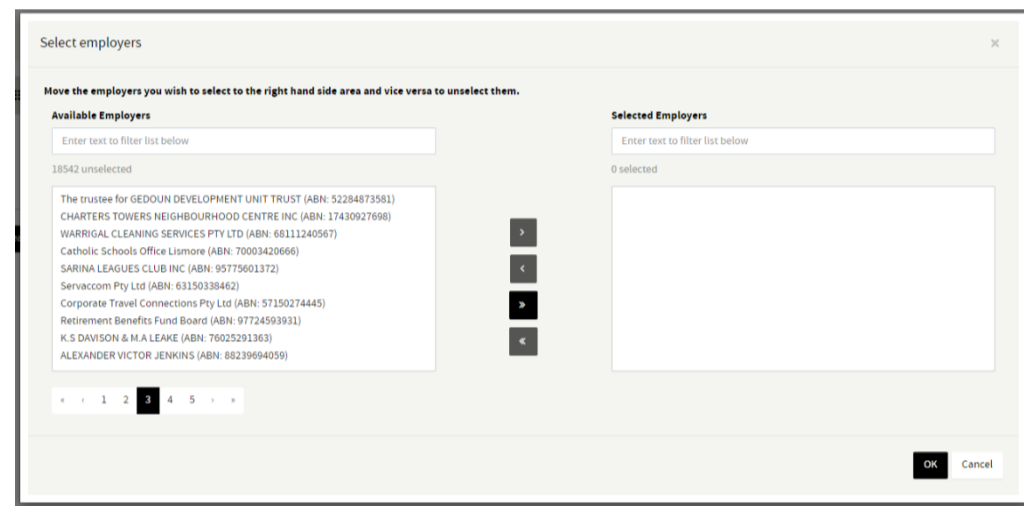 Select employers
×
Move the employers you wish to select to the right hand side area and vice versa to unselect them.
Available Employers
Enter text to filter list below
18542 unselected
The trustee for GEDOUN DEVELOPMENT UNIT TRUST (ABN: 52284873581)
CHARTERS TOWERS NEIGHBOURHOOD CENTRE INC (ABN: 17430927698)
WARRIGAL CLEANING SERVICES PTY LTD (ABN: 68111240567)
Catholic Schools Office Lismore (ABN: 70003420666)
SARINA LEAGUES CLUB INC (ABN: 95775601372)
Servaccom Pty Ltd (ABN: 63150338462)
Corporate Travel Connections Pty Ltd (ABN: 57150274445)
Retirement Benefits Fund Board (ABN: 97724593931)
K.S DAVISON & M.A LEAKE (ABN: 76025291363)
ALEXANDER VICTOR JENKINS (ABN: 88239694059)
« ‹ 1 2 3 4 5 › »
›
‹
»
«
Selected Employers
Enter text to filter list below
0 selected
OK Cancel